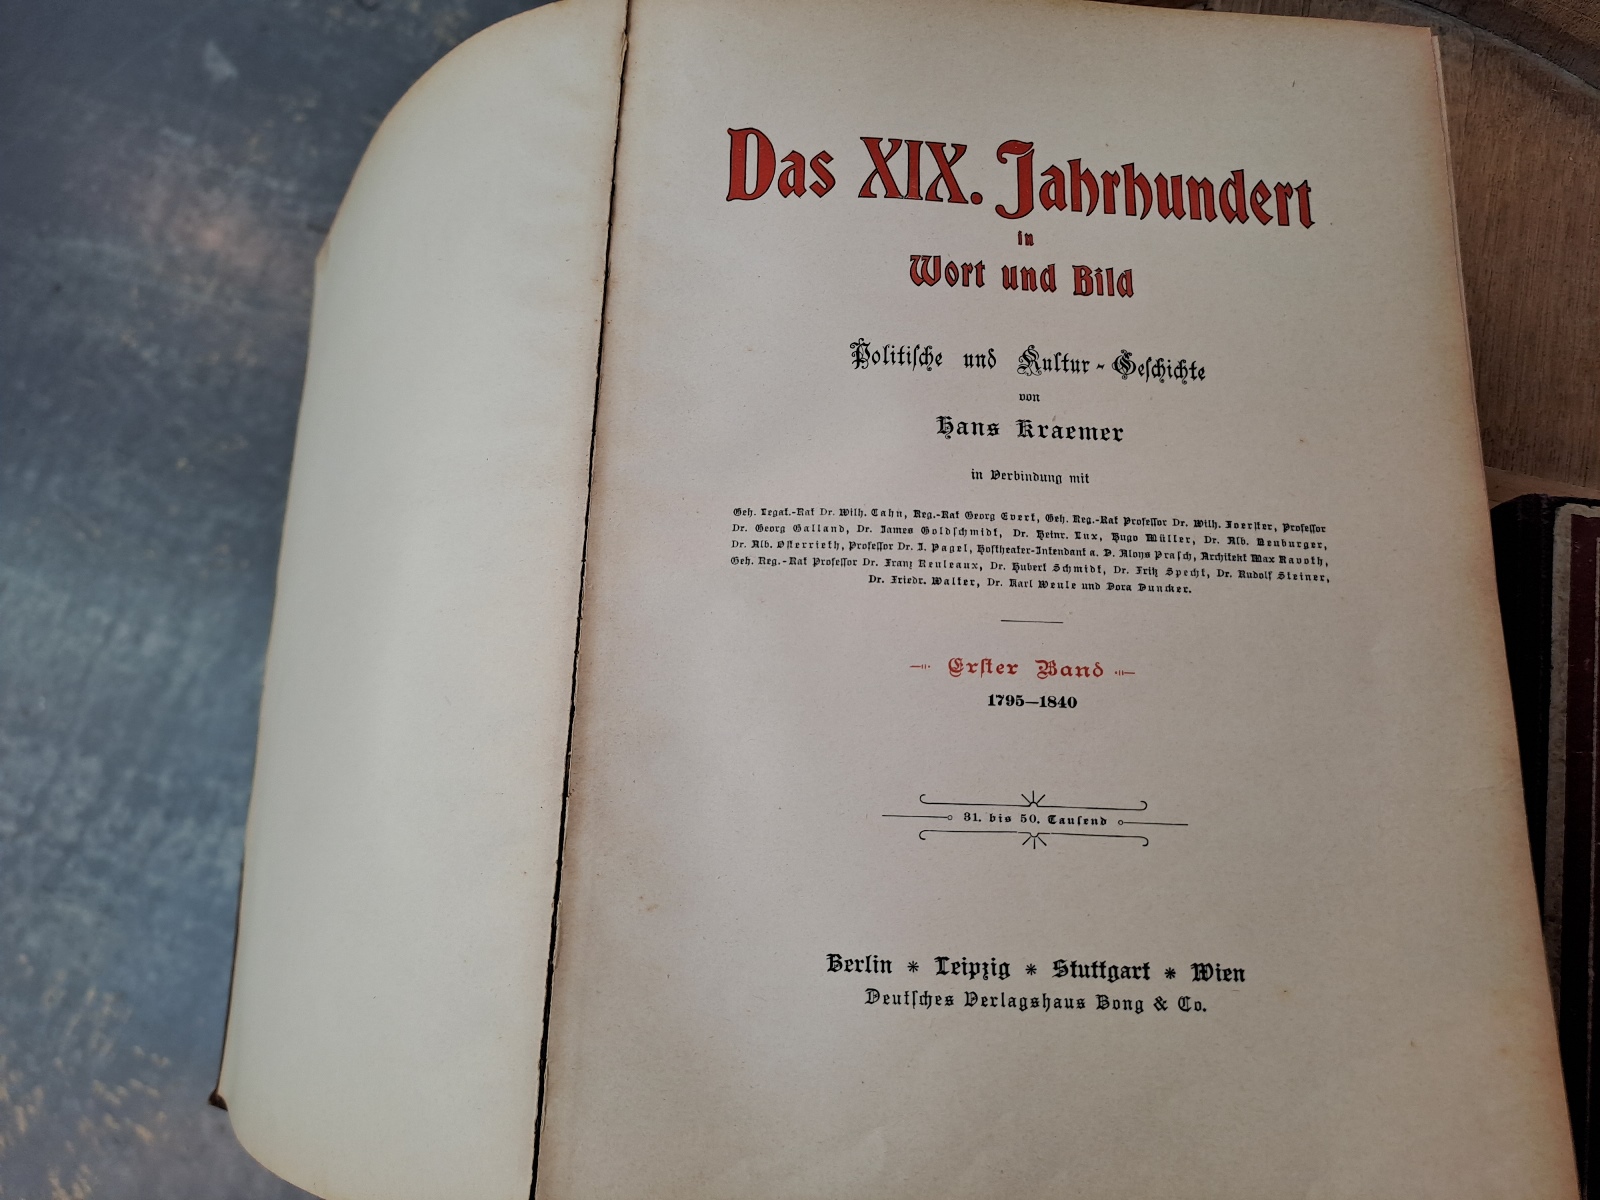 Das XIX. Jahrhundert
in
Wort und Bild
Politische und Kultur-Geschichte
von
Hans Kraemer
in Verbindung mit
Geh. Legat.-Rat Dr. Wilh. Cahn, Reg.-Rat Georg Evert, Geh. Reg.-Rat Professor Dr. Wilh. Foerster, Professor
Dr. Georg Galland, Dr. James Goldschmidt, Dr. Heinr. Lux, Hugo Müller, Dr. Alb. Neuburger,
Dr. Alb. Osterrieth, Professor Dr. J. Pagel, Hoftheater-Intendant a. D. Aloys Prasch, Architekt Max Ravoth,
Geh. Reg.-Rat Professor Dr. Franz Reuleaux, Dr. Hubert Schmidt, Dr. Fritz Specht, Dr. Rudolf Steiner,
Dr. Friedr. Walter, Dr. Karl Weule und Dora Duncker.
Erster Band
1795—1840
31. bis 50. Tausend
Berlin * Leipzig * Stuttgart * Wien
Deutsches Verlagshaus Bong & Co.